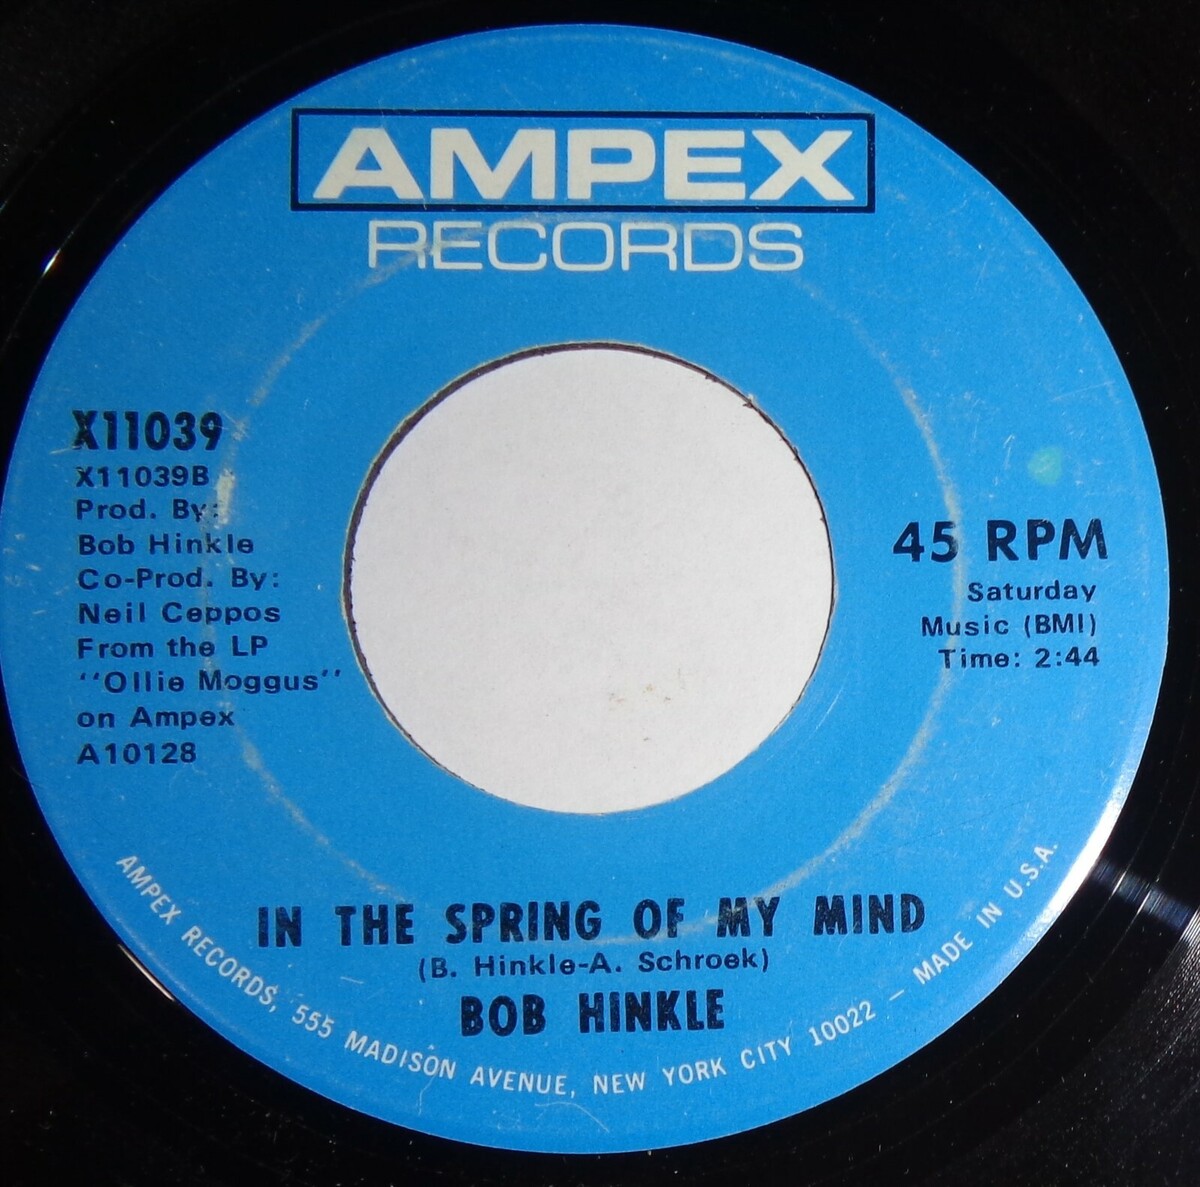 AMPEX
RECORDS
X11039
X11039B
Prod. By:
Bob Hinkle
Co-Prod. By:
Neil Ceppos
From the LP
"Ollie Moggus"
on Ampex
A10128
45 RPM
Saturday
Music (BMI)
Time: 2:44
IN THE SPRING OF MY MIND
(B. Hinkle-A. Schroek)
BOB HINKLE
AMPEX RECORDS, 555 MADISON AVENUE, NEW YORK CITY 10022 – MADE IN U.S.A.